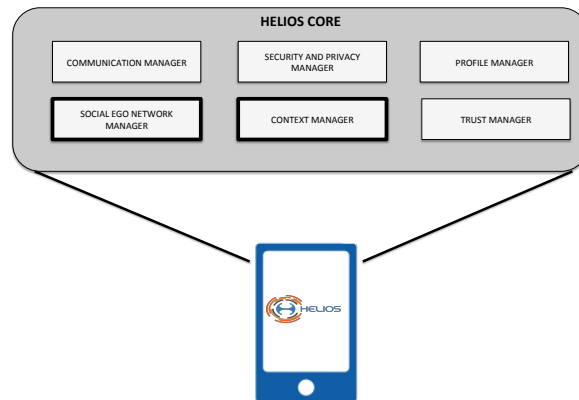 HELIOS CORE
COMMUNICATION MANAGER
SECURITY AND PRIVACY
MANAGER
PROFILE MANAGER
SOCIAL EGO NETWORK
MANAGER
CONTEXT MANAGER
TRUST MANAGER
HELIOS